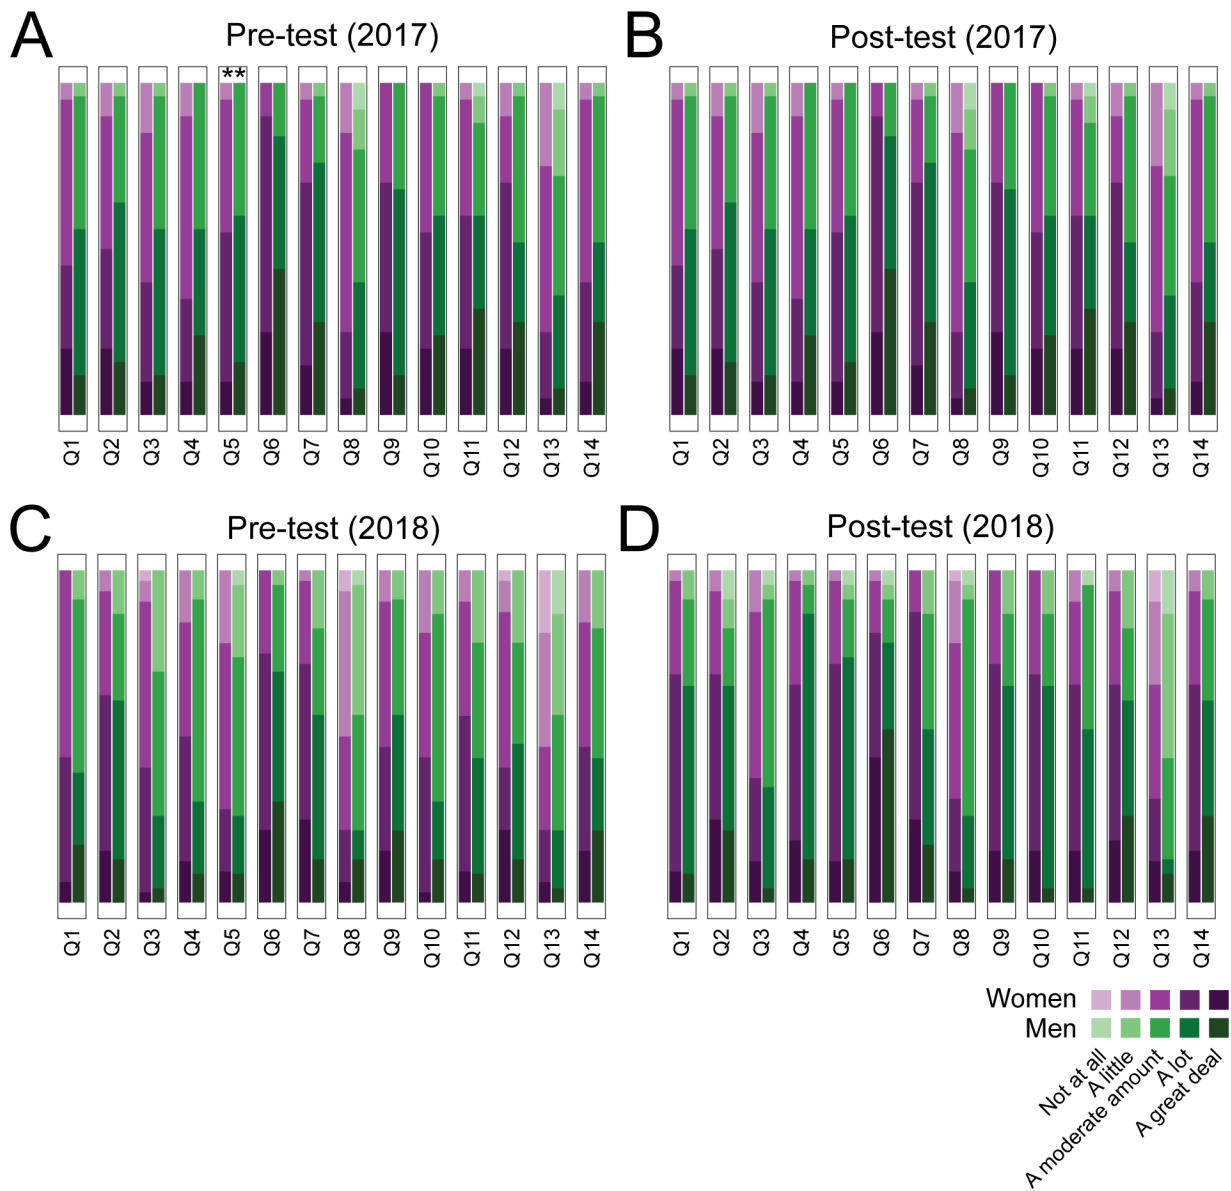 A
Pre-test (2017)
**
Q1 Q2 Q3 Q4 Q5 Q6 Q7 Q8 Q9 Q10 Q11 Q12 Q13 Q14
B
Post-test (2017)
Q1 Q2 Q3 Q4 Q5 Q6 Q7 Q8 Q9 Q10 Q11 Q12 Q13 Q14
C
Pre-test (2018)
Q1 Q2 Q3 Q4 Q5 Q6 Q7 Q8 Q9 Q10 Q11 Q12 Q13 Q14
D
Post-test (2018)
Q1 Q2 Q3 Q4 Q5 Q6 Q7 Q8 Q9 Q10 Q11 Q12 Q13 Q14
Women
Men
Not at all
A little
A moderate amount
A lot
A great deal